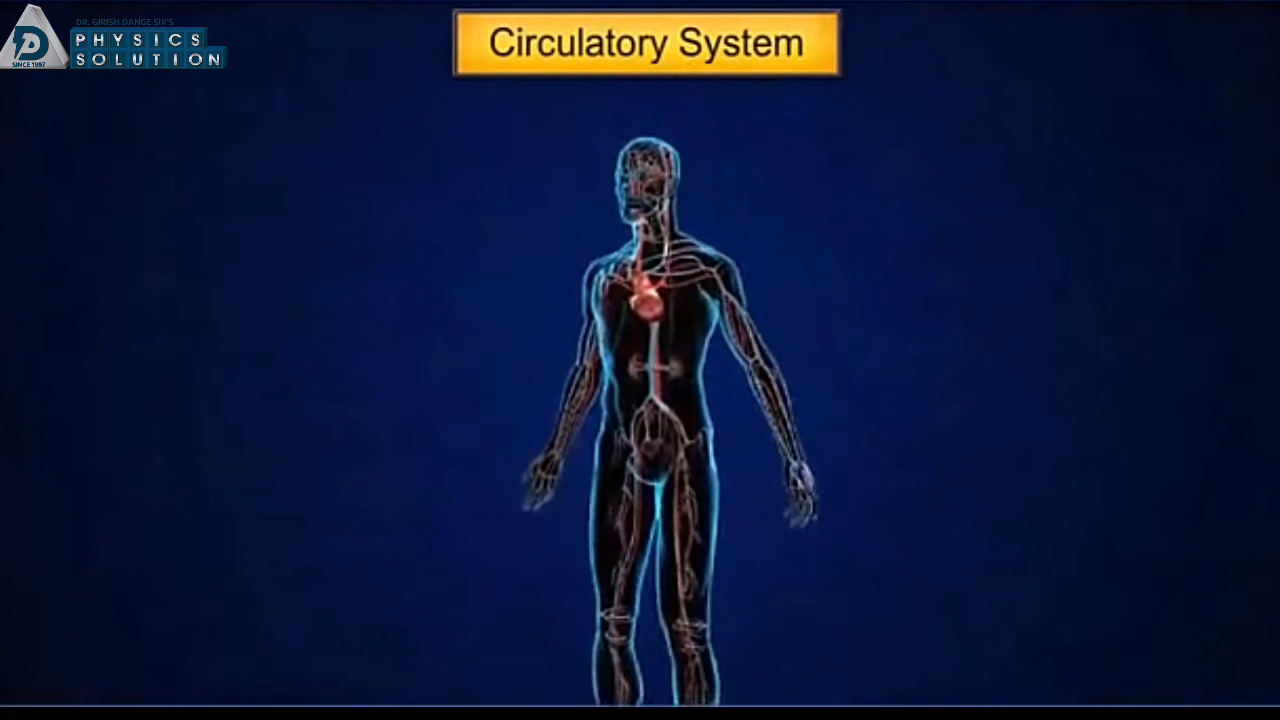 DR. GIRISH DANGE SIR'S
PHYSICS
SOLUTION
SINCE 1997
Circulatory System